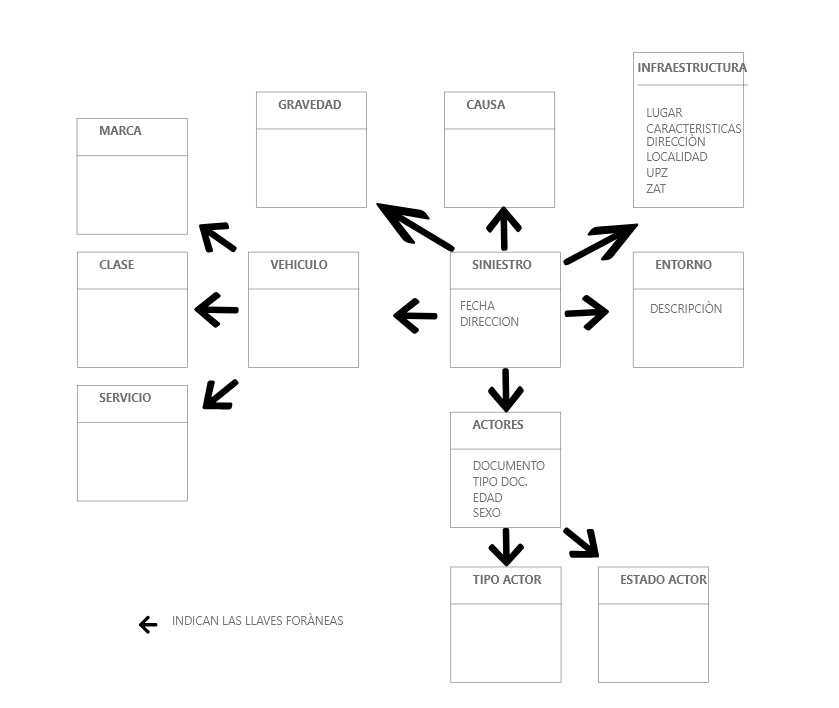 INFRAESTRUCTURA
LUGAR
CARACTERISTICAS
DIRECCIÒN
LOCALIDAD
UPZ
ZAT
GRAVEDAD
CAUSA
MARCA
CLASE
VEHICULO
SINIESTRO
FECHA
DIRECCION
ENTORNO
DESCRIPCIÒN
SERVICIO
ACTORES
DOCUMENTO
TIPO DOC.
EDAD
SEXO
TIPO ACTOR
ESTADO ACTOR
INDICAN LAS LLAVES FORÀNEAS